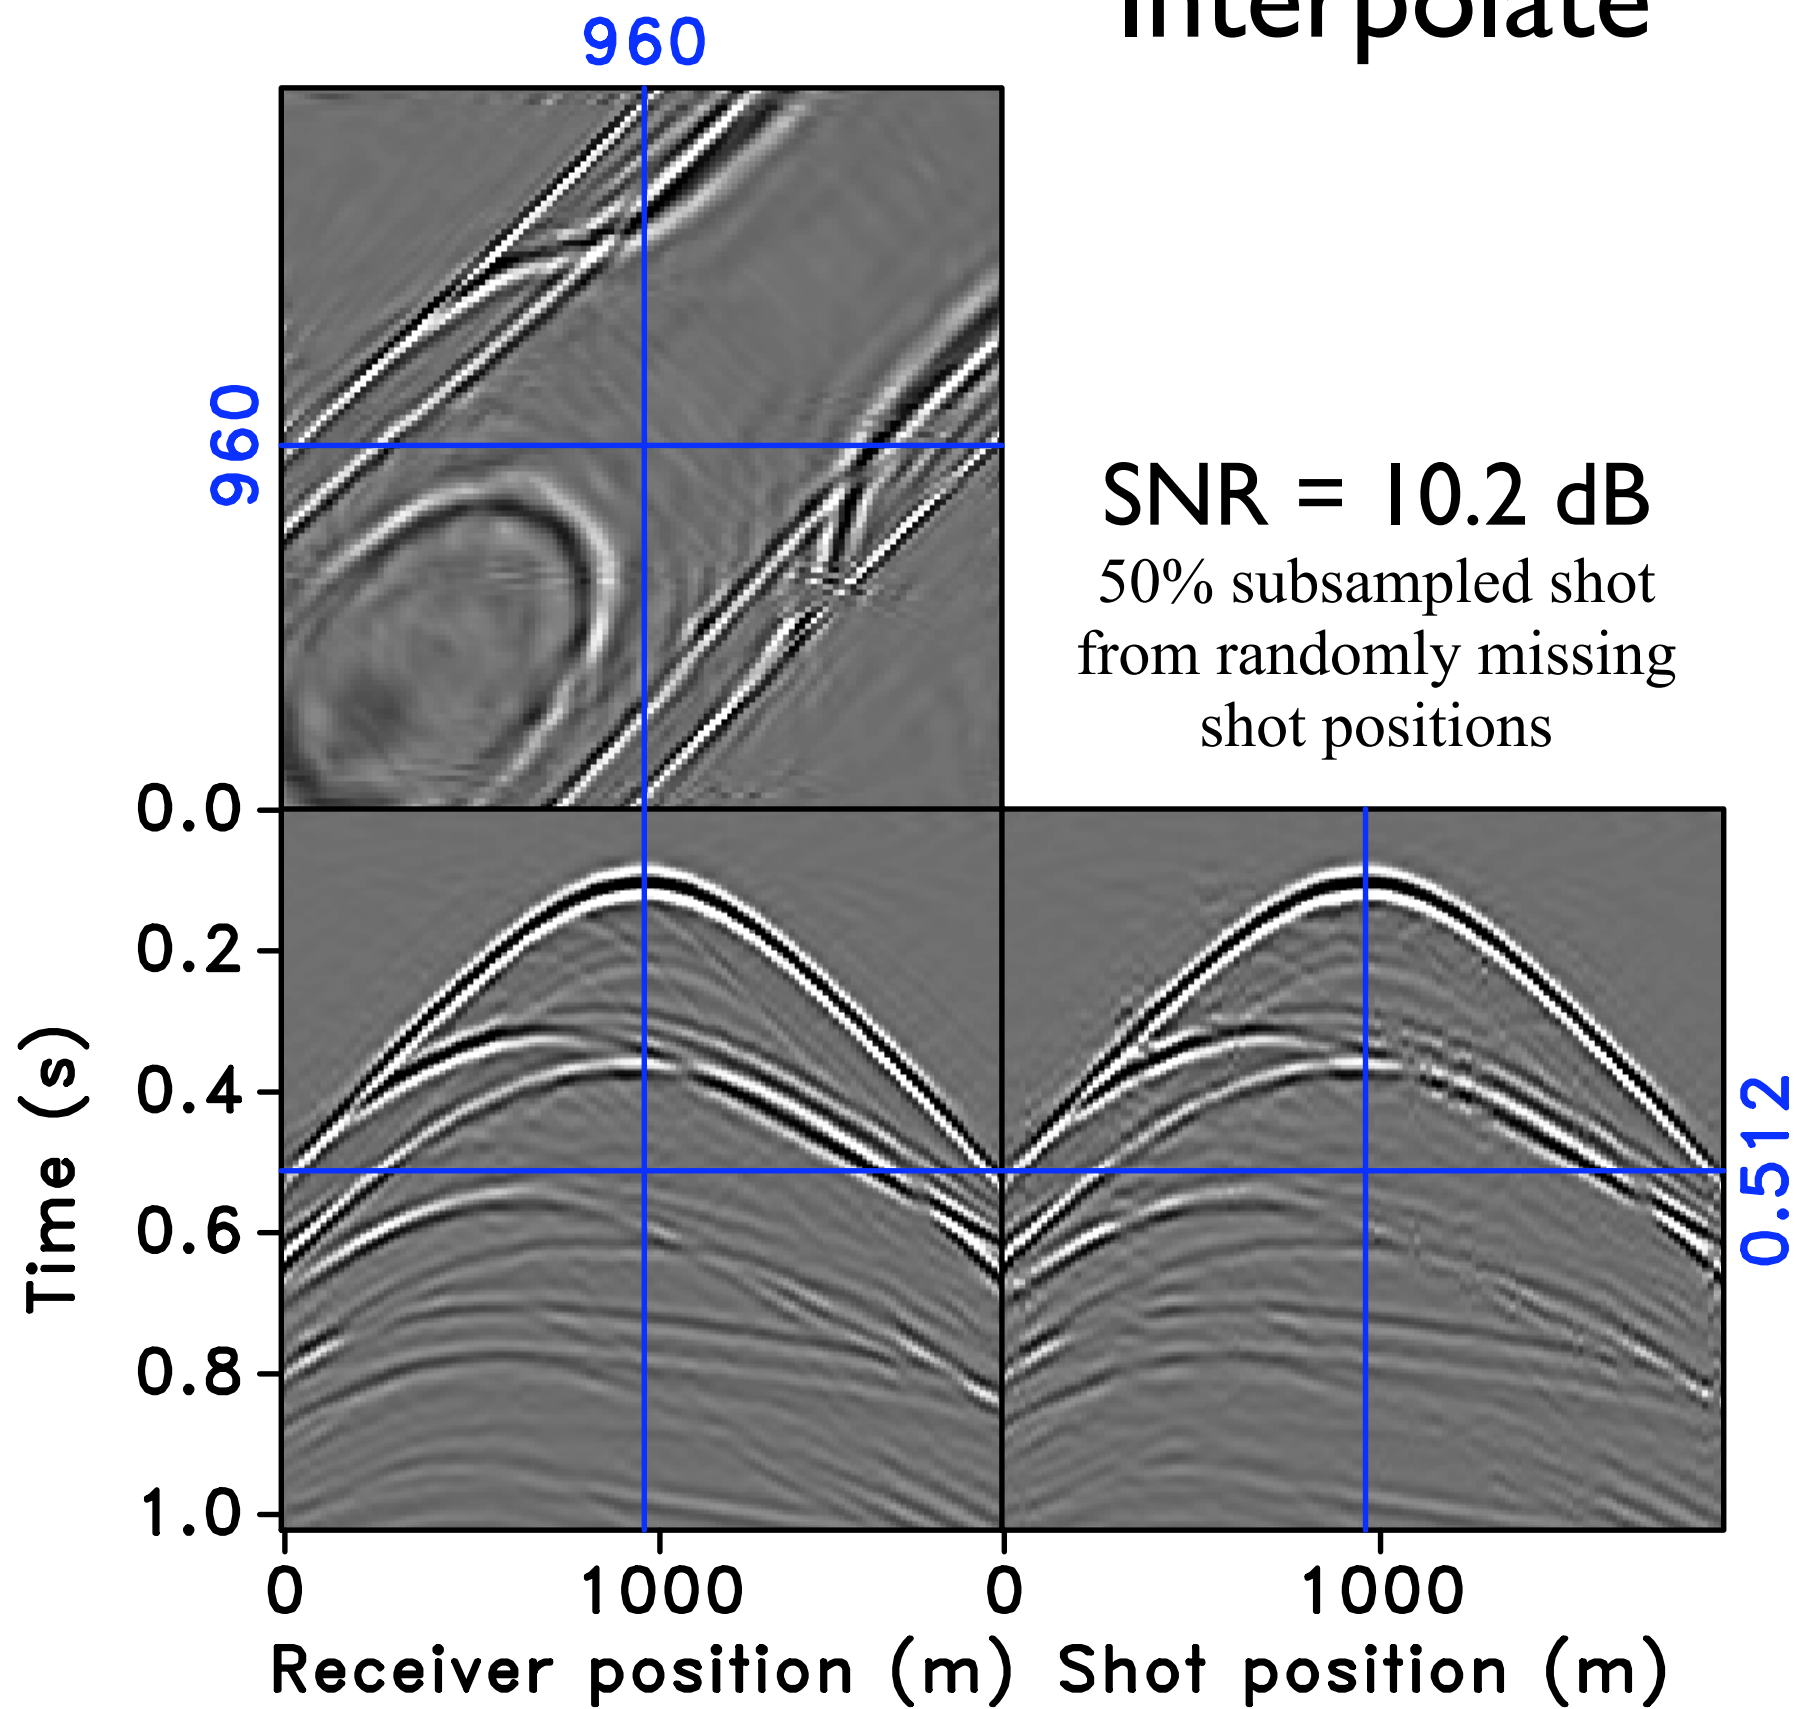 Interpolate
960
960
SNR = 10.2 dB
50% subsampled shot
from randomly missing
shot positions
0.0
0.2
0.4
0.6
0.8
1.0
Time (s)
0.512
0 1000 0 1000
Receiver position (m) Shot position (m)